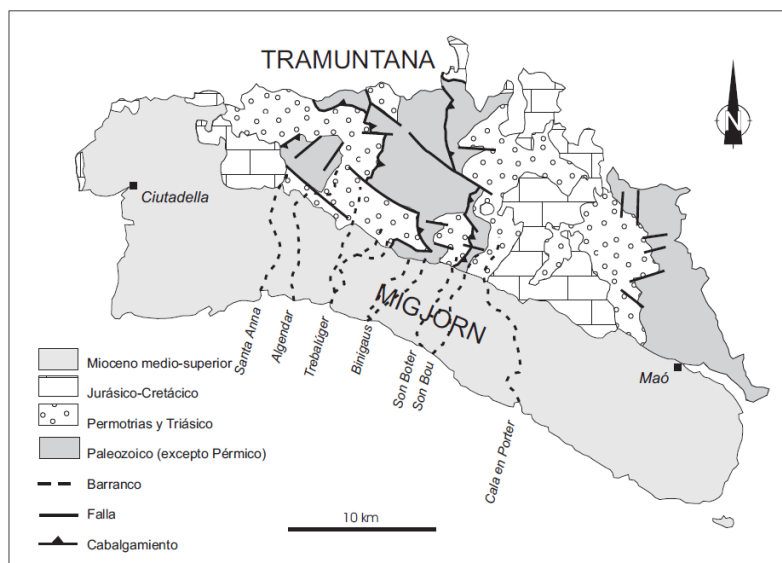 TRAMUNTANA
N
Ciutadella
MIGJORN
Santa Anna
Algendar
Trebalúger
Binigaus
Son Boter
Son Bou
Cala en Porter
Maó
Mioceno medio-superior
Jurásico-Cretácico
Permotrias y Triásico
Paleozoico (excepto Pérmico)
Barranco
Falla
Cabalgamiento
10 km